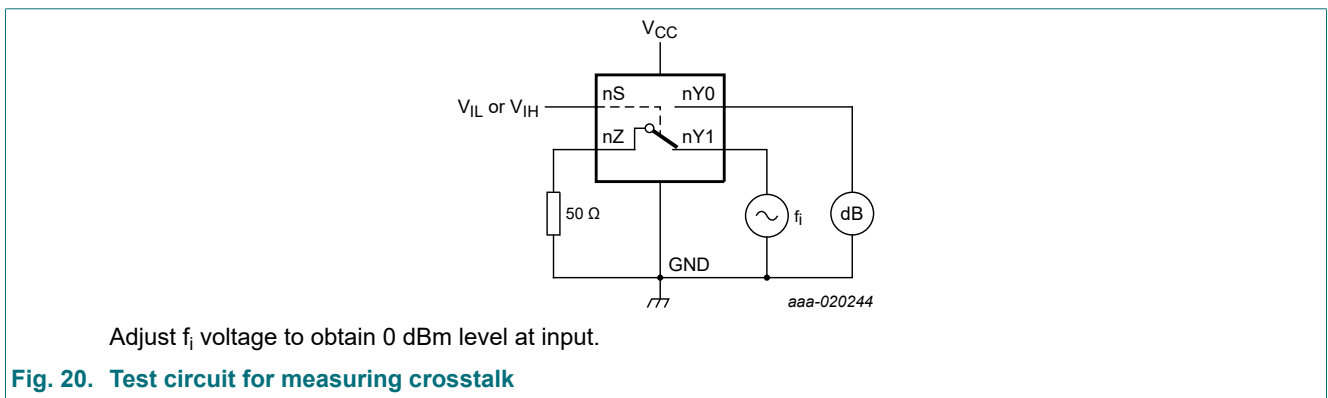 VCC
nS
nY0
VIL or VIH
nZ
nY1
50 Ω
fi
dB
GND
aaa-020244
Adjust fi voltage to obtain 0 dBm level at input.
Fig. 20. Test circuit for measuring crosstalk